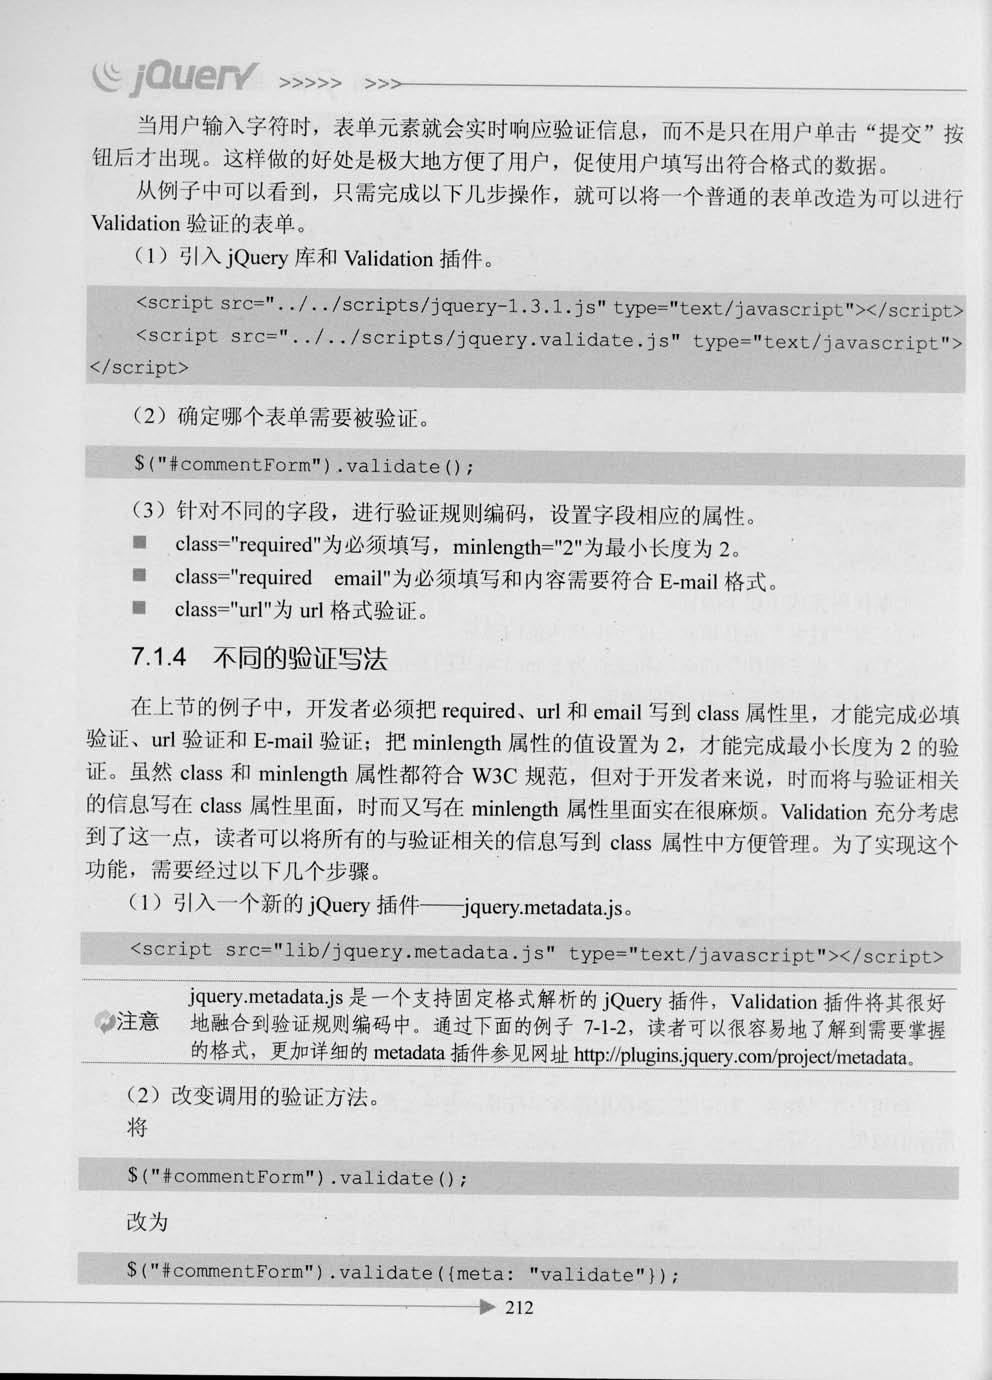 jQuery >>>>> >>>
当用户输入字符时，表单元素就会实时响应验证信息，而不是只在用户单击“提交”按
钮后才出现。这样做的好处是极大地方便了用户，促使用户填写出符合格式的数据。
从例子中可以看到，只需完成以下几步操作，就可以将一个普通的表单改造为可以进行
Validation 验证的表单。
（1）引入 jQuery 库和 Validation 插件。
<script src="../../scripts/jquery-1.3.1.js" type="text/javascript"></script>
<script src="../../scripts/jquery.validate.js" type="text/javascript">
</script>
（2）确定哪个表单需要被验证。
$("#commentForm").validate();
（3）针对不同的字段，进行验证规则编码，设置字段相应的属性。
■ class="required"为必须填写，minlength="2"为最小长度为 2。
■ class="required email"为必须填写和内容需要符合 E-mail 格式。
■ class="url"为 url 格式验证。
7.1.4 不同的验证写法
在上节的例子中，开发者必须把 required、url 和 email 写到 class 属性里，才能完成必填
验证、url 验证和 E-mail 验证；把 minlength 属性的值设置为 2，才能完成最小长度为 2 的验
证。虽然 class 和 minlength 属性都符合 W3C 规范，但对于开发者来说，时而将与验证相关
的信息写在 class 属性里面，时而又写在 minlength 属性里面实在很麻烦。Validation 充分考虑
到了这一点，读者可以将所有的与验证相关的信息写到 class 属性中方便管理。为了实现这个
功能，需要经过以下几个步骤。
（1）引入一个新的 jQuery 插件——jquery.metadata.js。
<script src="lib/jquery.metadata.js" type="text/javascript"></script>
jquery.metadata.js 是一个支持固定格式解析的 jQuery 插件，Validation 插件将其很好
注意 地融合到验证规则编码中。通过下面的例子 7-1-2，读者可以很容易地了解到需要掌握
的格式，更加详细的 metadata 插件参见网址 http://plugins.jquery.com/project/metadata。
（2）改变调用的验证方法。
将
$("#commentForm").validate();
改为
$("#commentForm").validate({meta: "validate"});
212